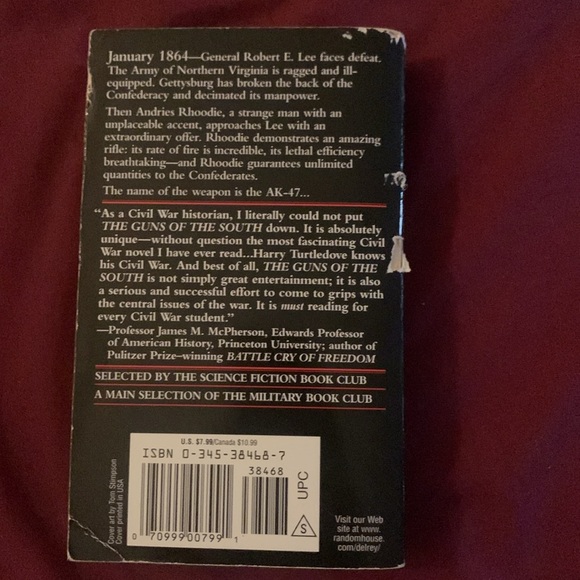 January 1864—General Robert E. Lee faces defeat.
The Army of Northern Virginia is ragged and ill-
equipped. Gettysburg has broken the back of the
Confederacy and decimated its manpower.
Then Andries Rhoodie, a strange man with an
unplaceable accent, approaches Lee with an
extraordinary offer. Rhoodie demonstrates an amazing
rifle: its rate of fire is incredible, its lethal efficiency
breathtaking—and Rhoodie guarantees unlimited
quantities to the Confederates.
The name of the weapon is the AK-47...
“As a Civil War historian, I literally could not put
THE GUNS OF THE SOUTH down. It is absolutely
unique—without question the most fascinating Civil
War novel I have ever read...Harry Turtledove knows
his Civil War. And best of all, THE GUNS OF THE
SOUTH is not simply great entertainment; it is also
a serious and successful effort to come to grips with
the central issues of the war. It is must reading for
every Civil War student.”
—Professor James M. McPherson, Edwards Professor
of American History, Princeton University; author of
Pulitzer Prize–winning BATTLE CRY OF FREEDOM
SELECTED BY THE SCIENCE FICTION BOOK CLUB
A MAIN SELECTION OF THE MILITARY BOOK CLUB
U.S. $7.99/Canada $10.99
ISBN 0-345-38468-7
38468
0 70999 00799 1
UPC
S
Cover art by Tom Stimpson
Cover printed in USA
Visit our Web
site at www.
randomhouse.
com/delrey/